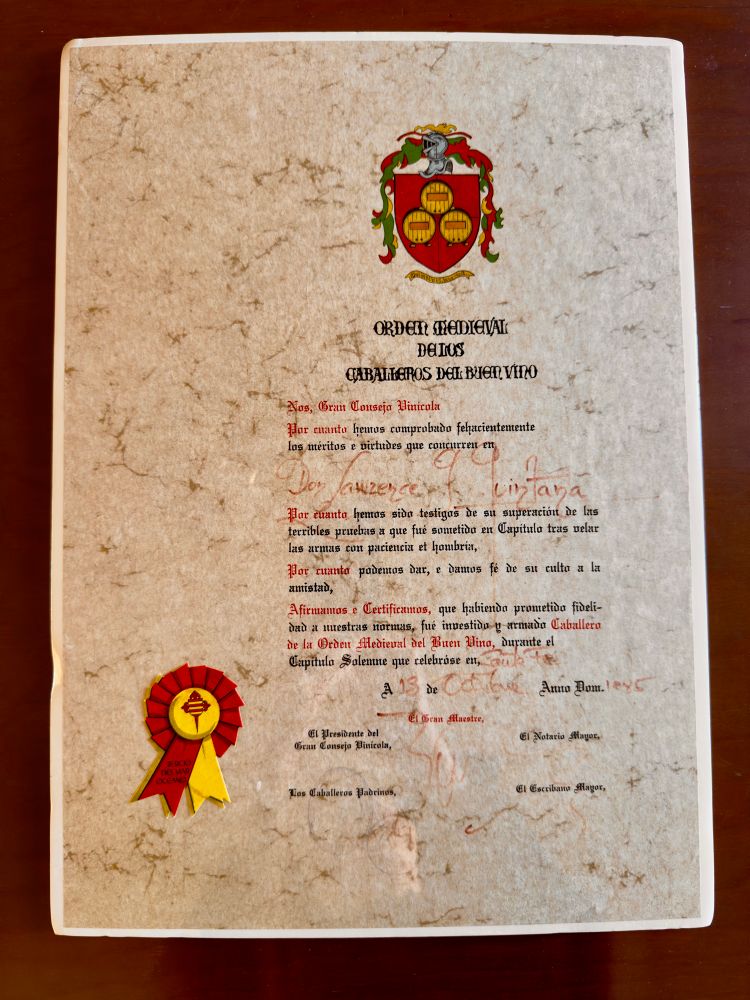 ORDEN MEDIEVAL
DE LOS
CABALLEROS DEL BUEN VINO
Nos, Gran Consejo Vinícola
Por cuanto hemos comprobado fehacientemente
los méritos e virtudes que concurren en
Don Lawrence Quintana
Por cuanto hemos sido testigos de su superación de las
terribles pruebas a que fué sometido en Capítulo tras velar
las armas con paciencia et hombría,
Por cuanto podemos dar, e damos fé de su culto a la
amistad,
Afirmamos e Certificamos, que habiendo prometido fideli-
dad a nuestras normas, fué investido y armado Caballero
de la Orden Medieval del Buen Vino, durante el
Capítulo Solemne que celebróse en, Santa Fe
A 13 de Octubre Anno Dom.
El Gran Maestre,
El Presidente del
Gran Consejo Vinícola,
El Notario Mayor,
Los Caballeros Padrinos,
El Escribano Mayor,